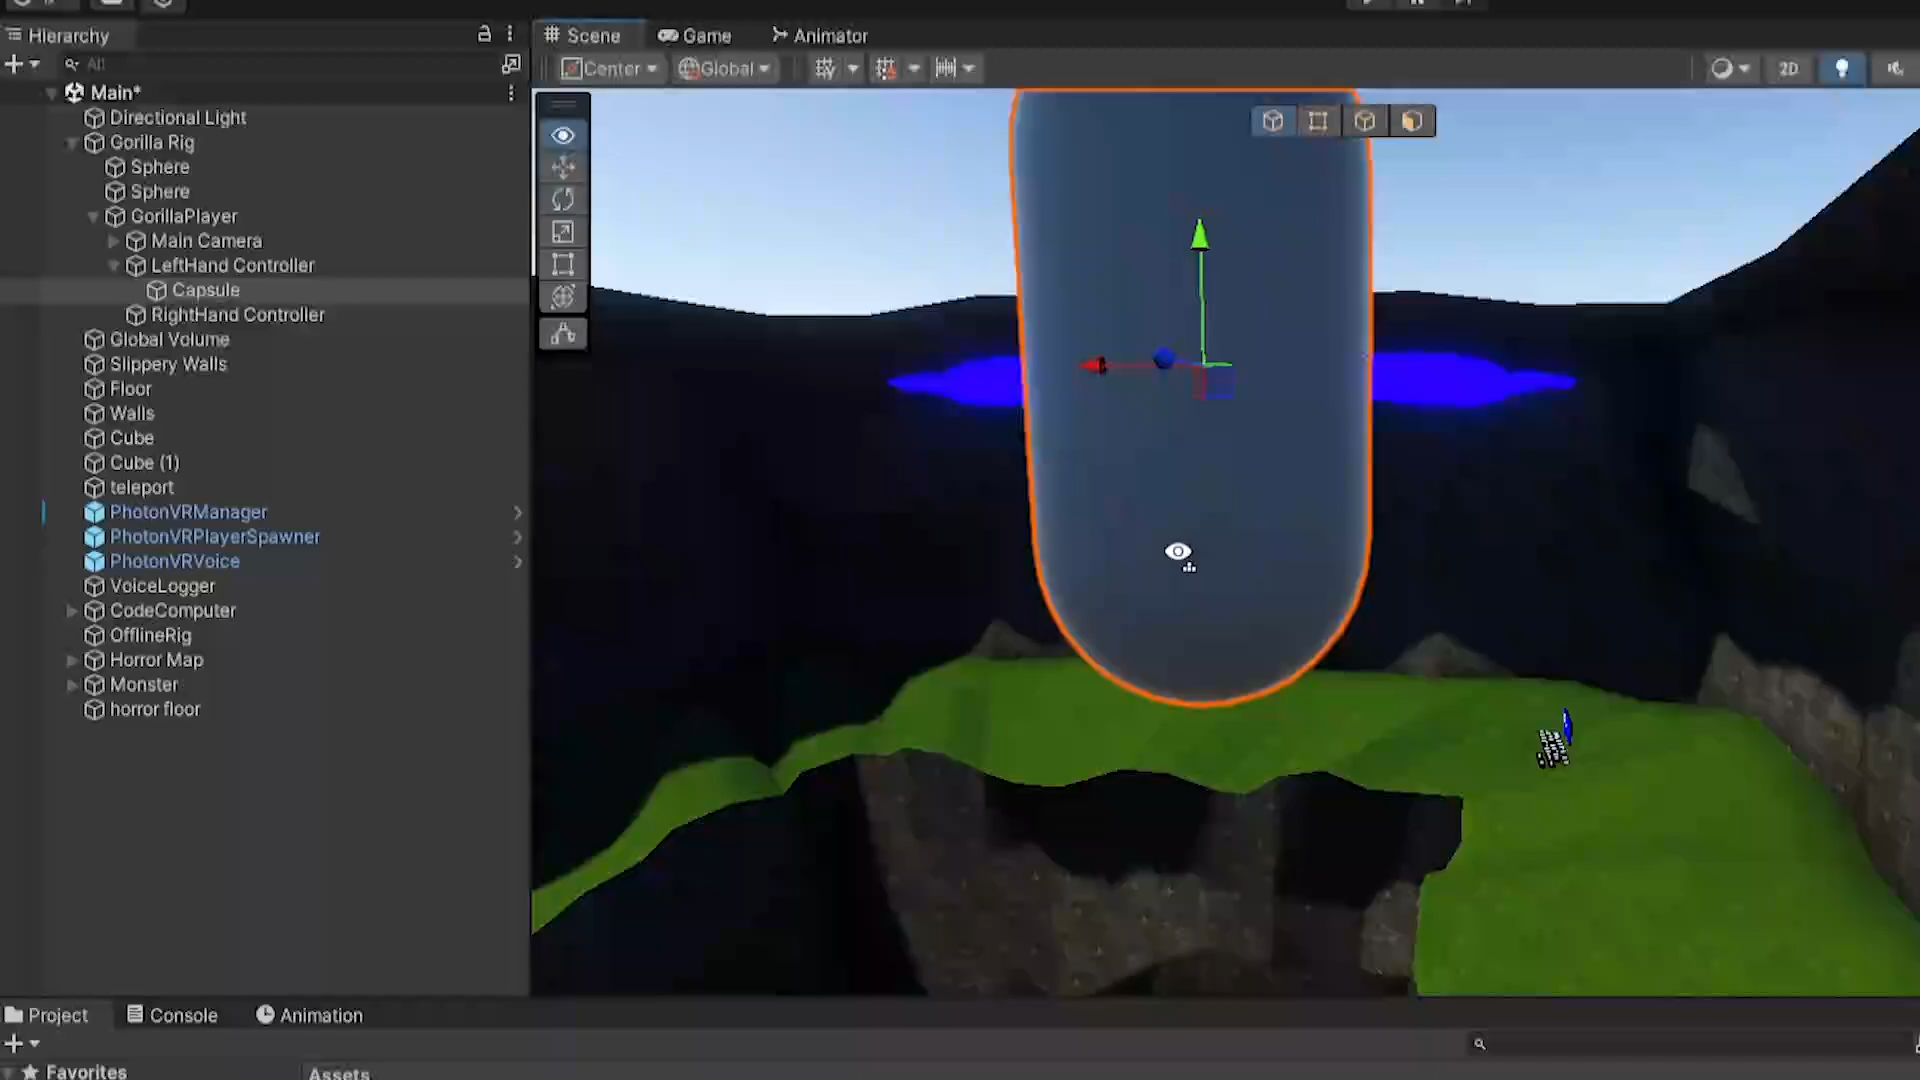 Hierarchy
Scene
Game
Animator
All
Center
Global
2D
Main*
Directional Light
Gorilla Rig
Sphere
Sphere
GorillaPlayer
Main Camera
LeftHand Controller
Capsule
RightHand Controller
Global Volume
Slippery Walls
Floor
Walls
Cube
Cube (1)
teleport
PhotonVRManager
PhotonVRPlayerSpawner
PhotonVRVoice
VoiceLogger
CodeComputer
OfflineRig
Horror Map
Monster
horror floor
Project
Console
Animation
Favorites
Assets